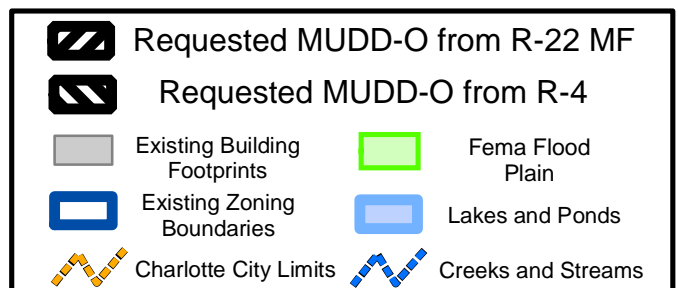 Requested MUDD-O from R-22 MF
Requested MUDD-O from R-4
Existing Building
Footprints
Fema Flood
Plain
Existing Zoning
Boundaries
Lakes and Ponds
Charlotte City Limits
Creeks and Streams